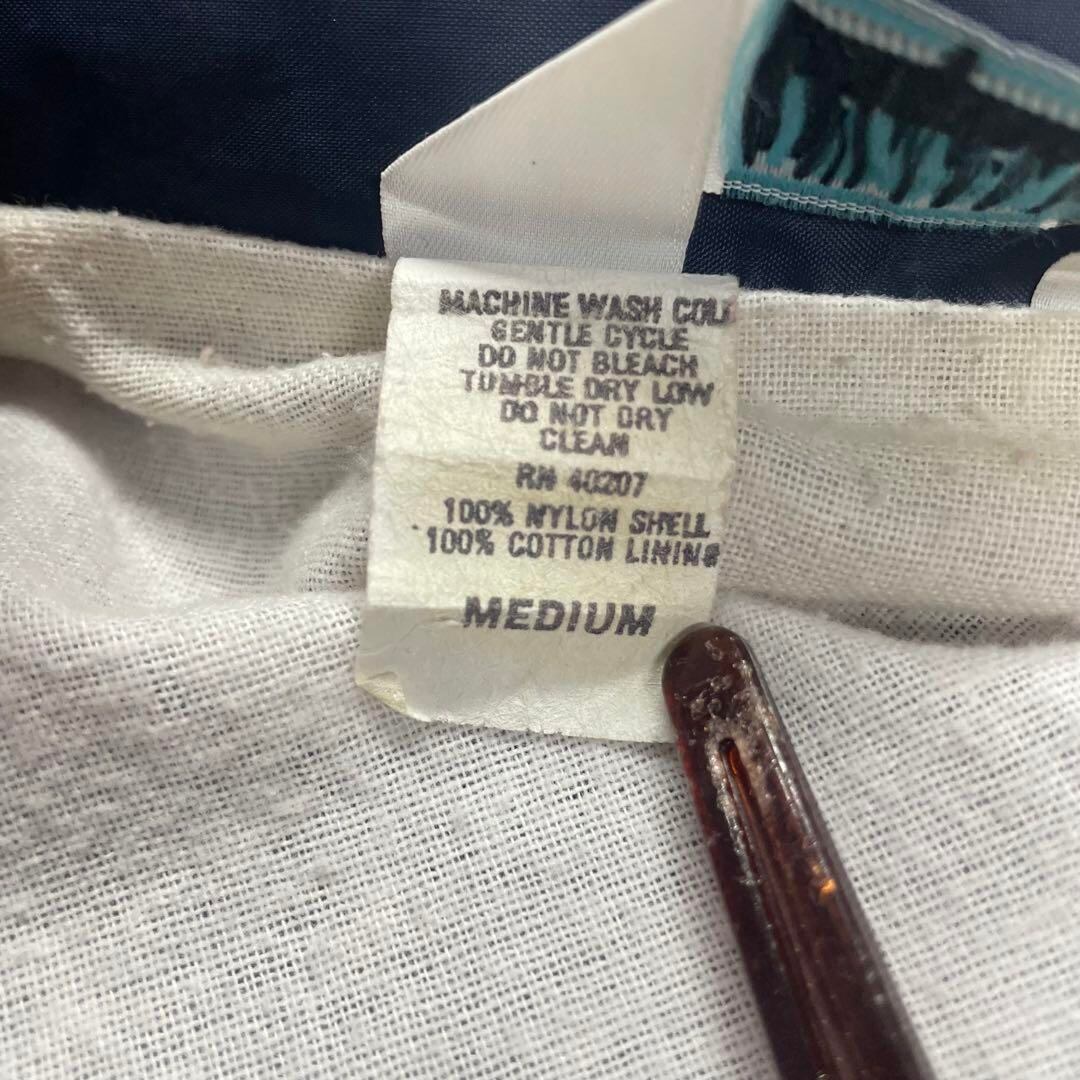 MACHINE WASH COL
GENTLE CYCLE
DO NOT BLEACH
TUMBLE DRY LOW
DO NOT DRY
CLEAN
RN 40207
100% NYLON SHELL
100% COTTON LINING
MEDIUM